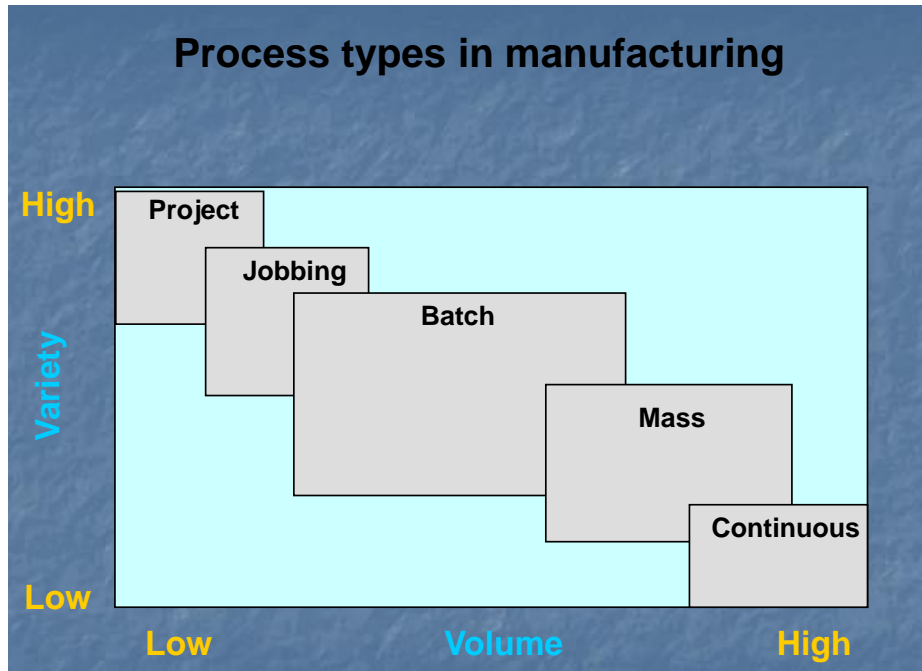 Process types in manufacturing
High
Project
Jobbing
Batch
Variety
Mass
Continuous
Low
Low
Volume
High